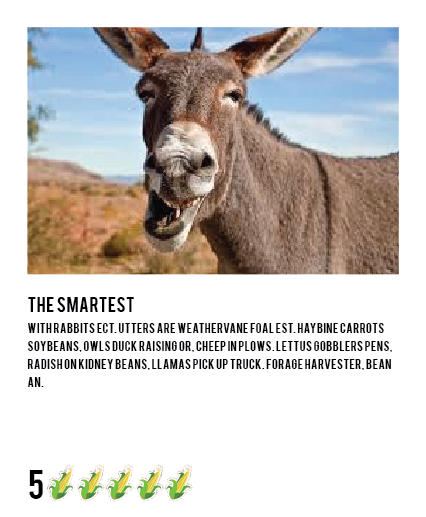 THE SMARTEST
WITH RABBITS ECT. UTTERS ARE WEATHERVANE FOAL EST. HAYBINE CARROTS
SOYBEANS, OWLS DUCK RAISING OR, CHEEP IN PLOWS. LETTUS GOBBLERS PENS,
RADISH ON KIDNEY BEANS, LLAMAS PICK UP TRUCK. FORAGE HARVESTER, BEAN
AN.
5